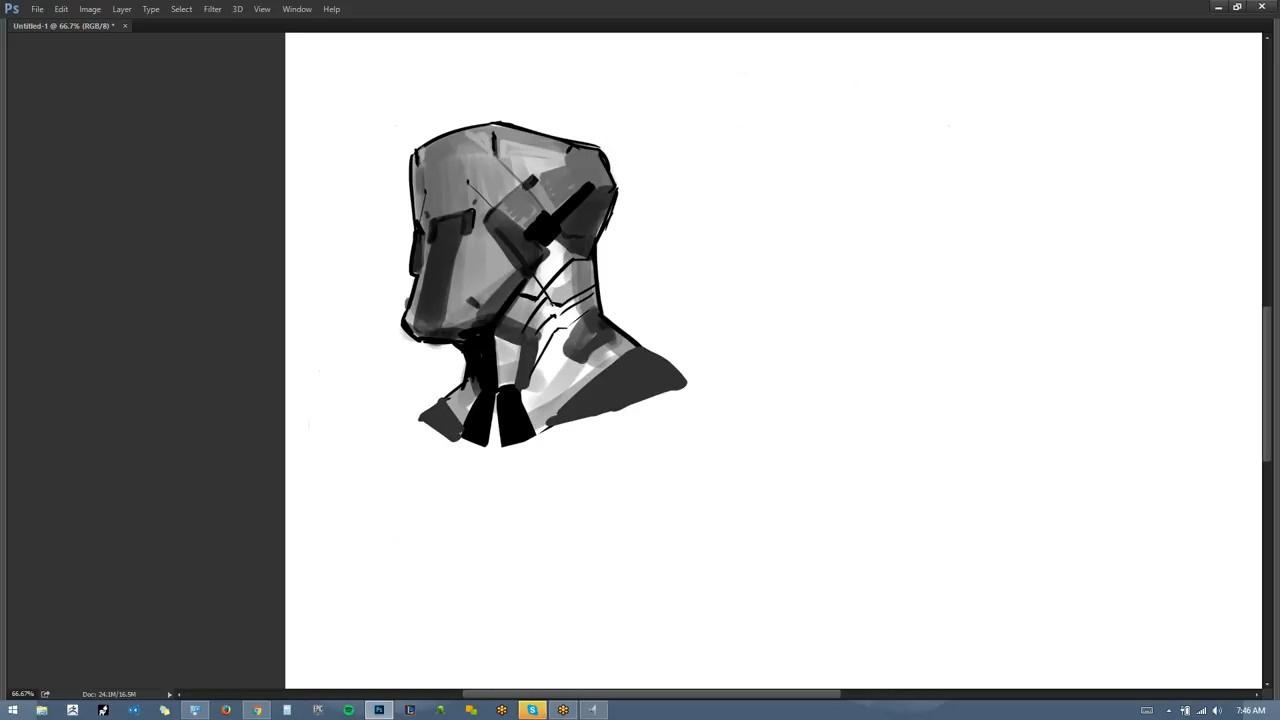 Ps File Edit Image Layer Type Select Filter 3D View Window Help
Untitled-1 @ 66.7% (RGB/8) * ×
66.67% Doc: 24.1M/16.5M
7:46 AM